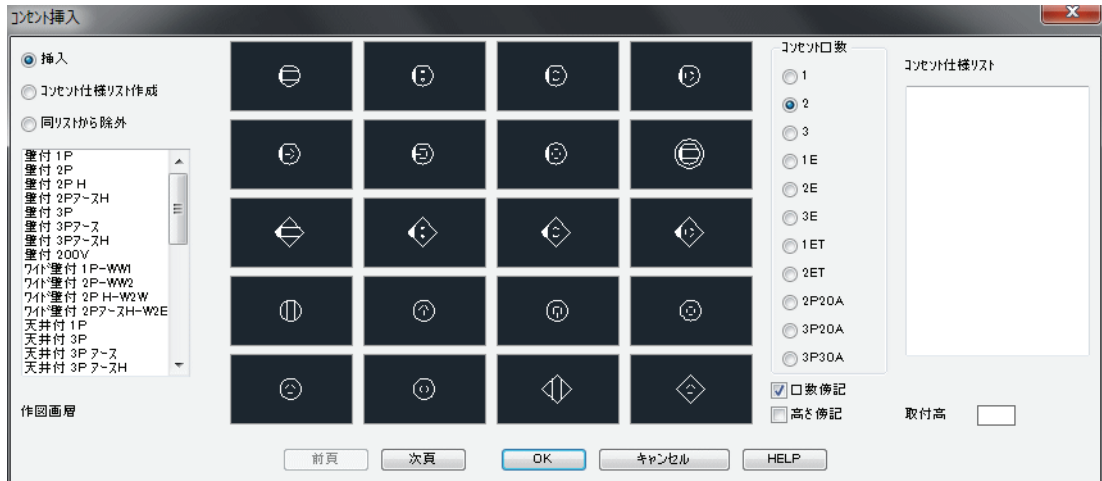 コンセント挿入
挿入
コンセント仕様リスト作成
同リストから除外
壁付 1P
壁付 2P
壁付 2P H
壁付 2PアースH
壁付 3P
壁付 3Pアース
壁付 3PアースH
壁付 200V
ワイド壁付 1P-WW1
ワイド壁付 2P-WW2
ワイド壁付 2P H-W2W
ワイド壁付 2PアースH-W2E
天井付 1P
天井付 3P
天井付 3P アース
天井付 3P アースH
作図画層
コンセント口数
1
2
3
1E
2E
3E
1ET
2ET
2P20A
3P20A
3P30A
口数傍記
高さ傍記
コンセント仕様リスト
取付高
前頁
次頁
OK
キャンセル
HELP